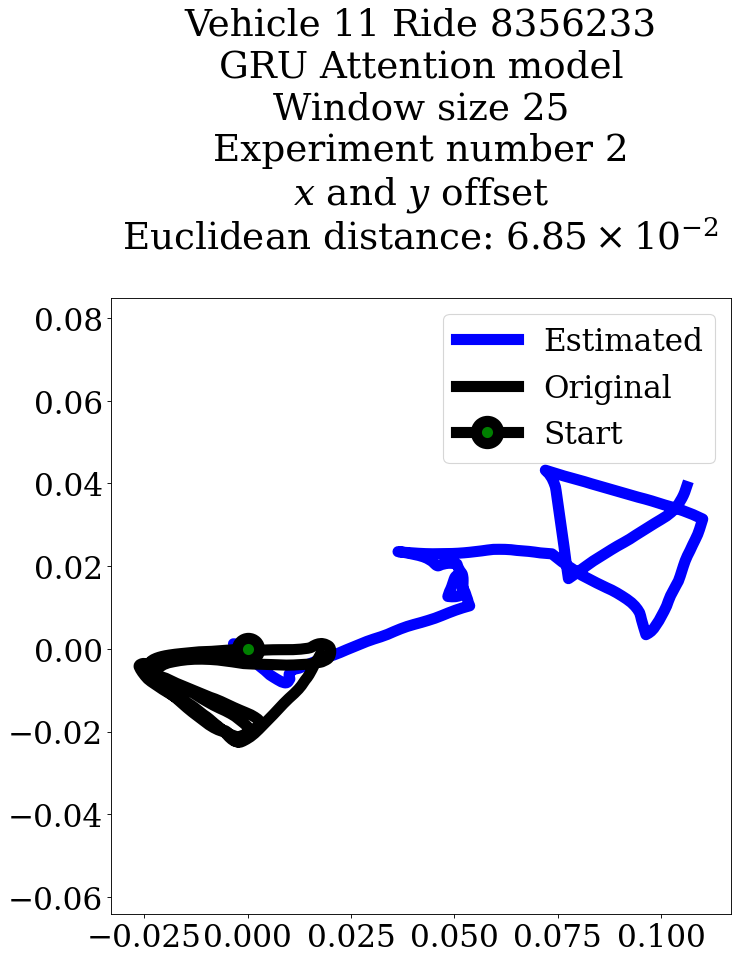 Vehicle 11 Ride 8356233
GRU Attention model
Window size 25
Experiment number 2
x and y offset
Euclidean distance: 6.85 × 10⁻²
Estimated
Original
Start
0.08
0.06
0.04
0.02
0.00
−0.02
−0.04
−0.06
−0.025 0.000 0.025 0.050 0.075 0.100